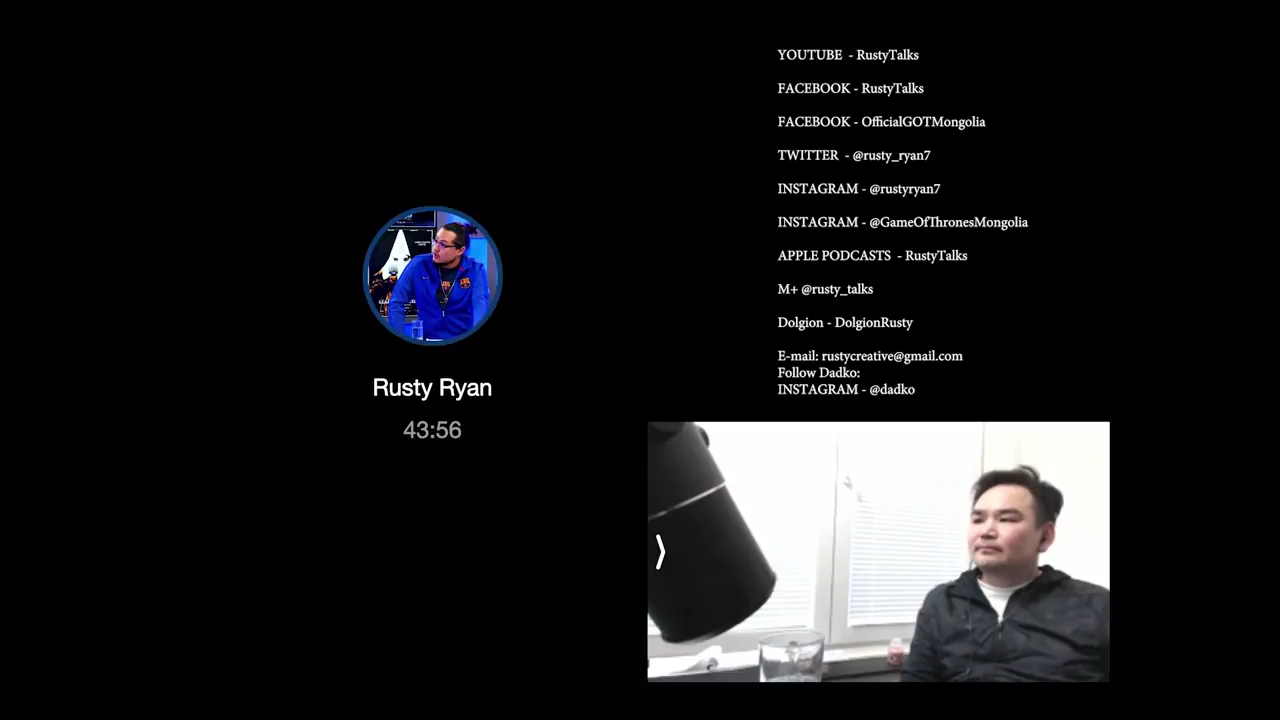 YOUTUBE - RustyTalks
FACEBOOK - RustyTalks
FACEBOOK - OfficialGOTMongolia
TWITTER - @rusty_ryan7
INSTAGRAM - @rustyryan7
INSTAGRAM - @GameOfThronesMongolia
APPLE PODCASTS - RustyTalks
M+ @rusty_talks
Dolgion - DolgionRusty
E-mail: rustycreative@gmail.com
Follow Dadko:
INSTAGRAM - @dadko
Rusty Ryan
43:56